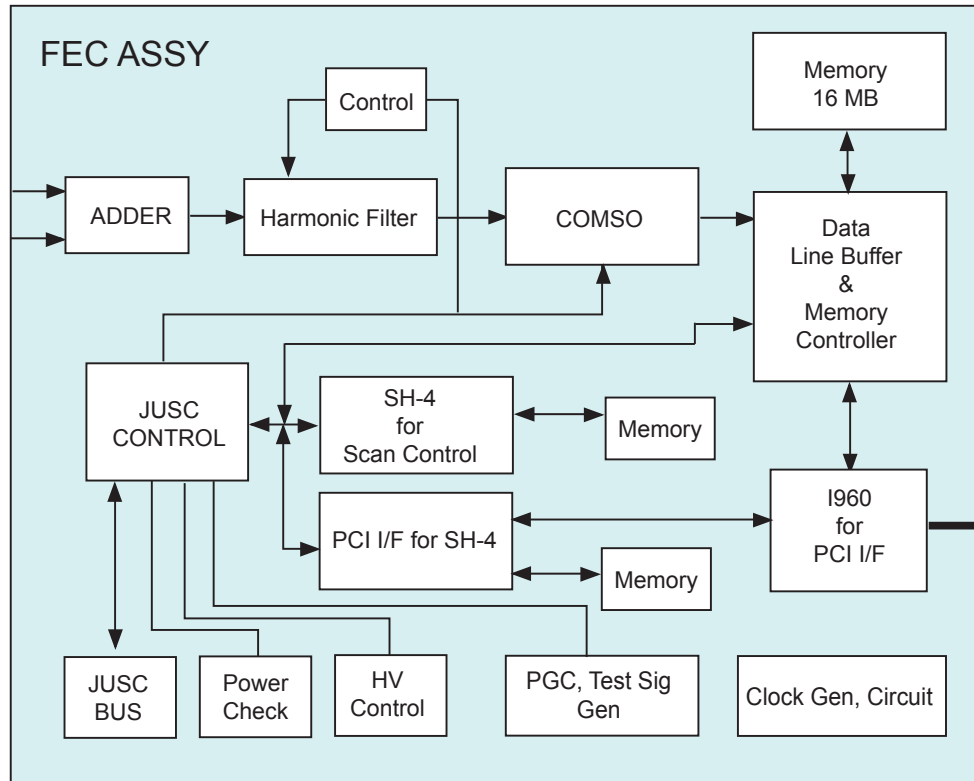 FEC ASSY
Memory
16 MB
Control
ADDER
Harmonic Filter
COMSO
Data
Line Buffer
&
Memory
Controller
JUSC
CONTROL
SH-4
for
Scan Control
Memory
PCI I/F for SH-4
Memory
I960
for
PCI I/F
JUSC
BUS
Power
Check
HV
Control
PGC, Test Sig
Gen
Clock Gen, Circuit